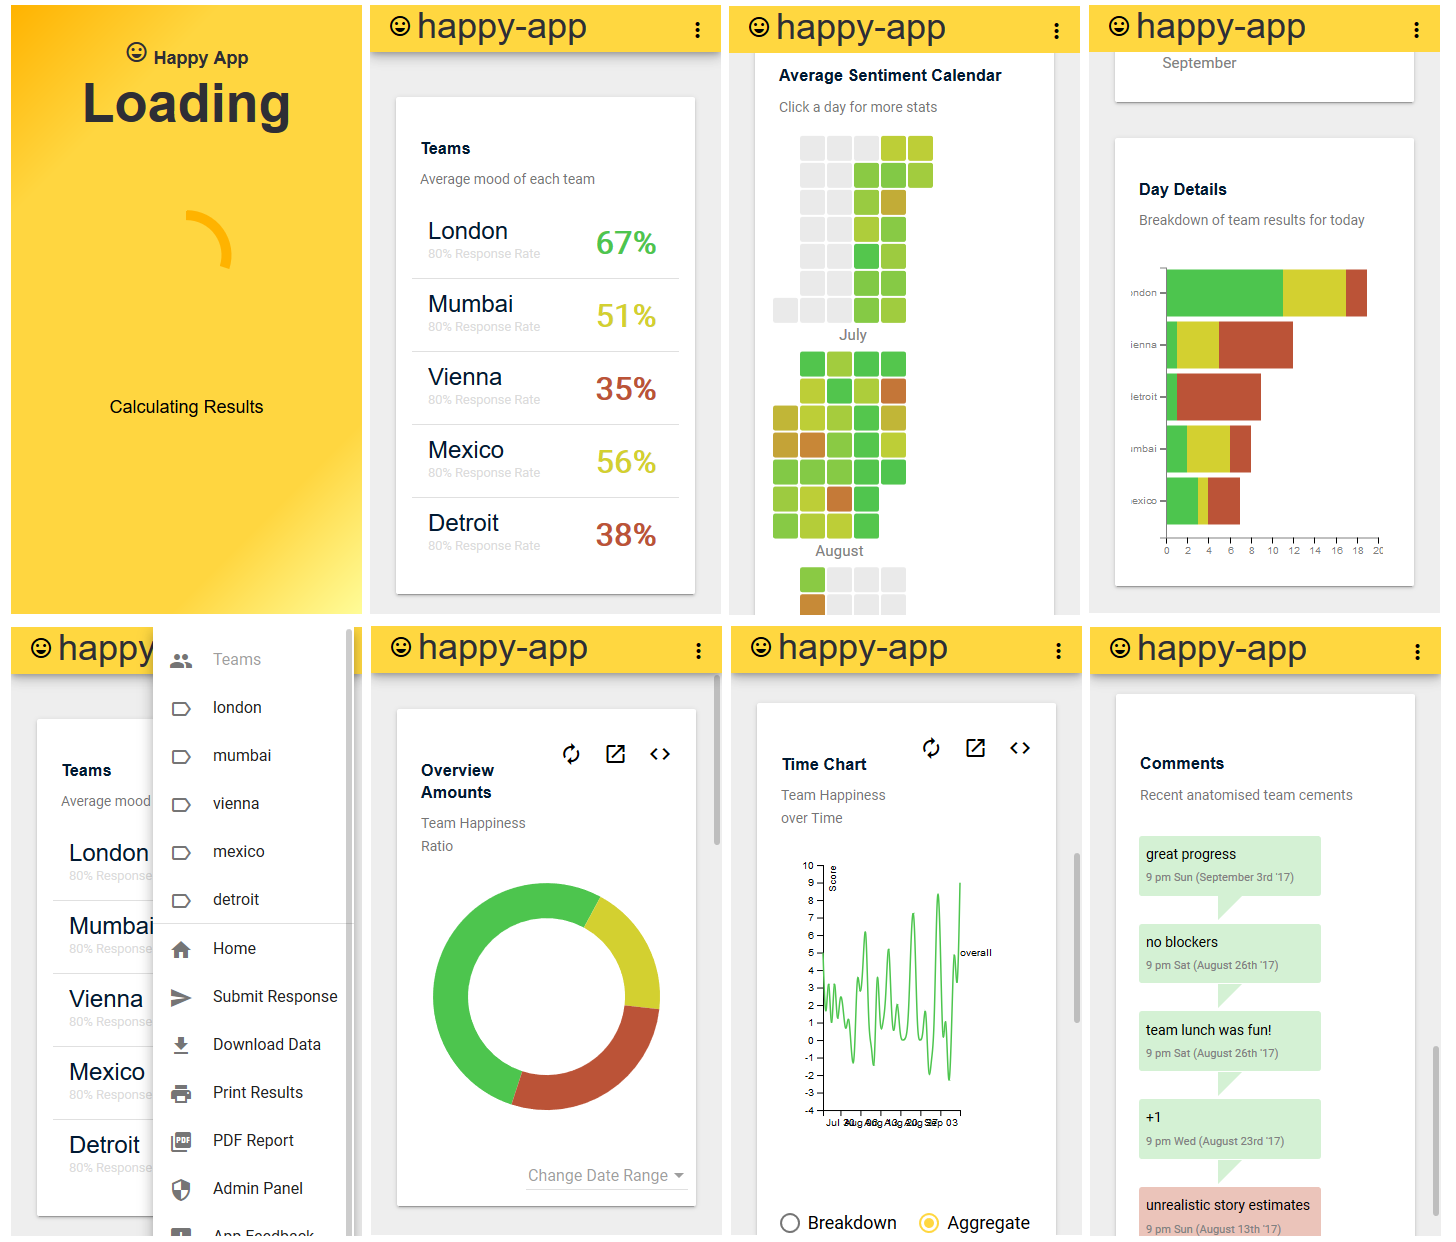 Happy App
Loading
Calculating Results
happy-app
Teams
Average mood of each team
London
80% Response Rate
67%
Mumbai
80% Response Rate
51%
Vienna
80% Response Rate
35%
Mexico
80% Response Rate
56%
Detroit
80% Response Rate
38%
happy-app
Average Sentiment Calendar
Click a day for more stats
July
August
happy-app
September
Day Details
Breakdown of team results for today
ondon
ienna
letroit
umbai
exico
0 2 4 6 8 10 12 14 16 18 20
happy
Teams
Average mood
London
80% Response
Mumbai
80% Response
Vienna
80% Response
Mexico
80% Response
Detroit
80% Response
Teams
london
mumbai
vienna
mexico
detroit
Home
Submit Response
Download Data
Print Results
PDF
PDF Report
Admin Panel
App Feedback
happy-app
Overview
Amounts
Team Happiness
Ratio
Change Date Range
happy-app
Time Chart
Team Happiness
over Time
Score
10
9
8
7
6
5
4
3
2
1
0
-1
-2
-3
-4
overall
Jul 30 Aug 06 Aug 13 Aug 20 Aug 27 Sep 03
Breakdown
Aggregate
happy-app
Comments
Recent anatomised team cements
great progress
9 pm Sun (September 3rd '17)
no blockers
9 pm Sat (August 26th '17)
team lunch was fun!
9 pm Sat (August 26th '17)
+1
9 pm Wed (August 23rd '17)
unrealistic story estimates
9 pm Sun (August 13th '17)